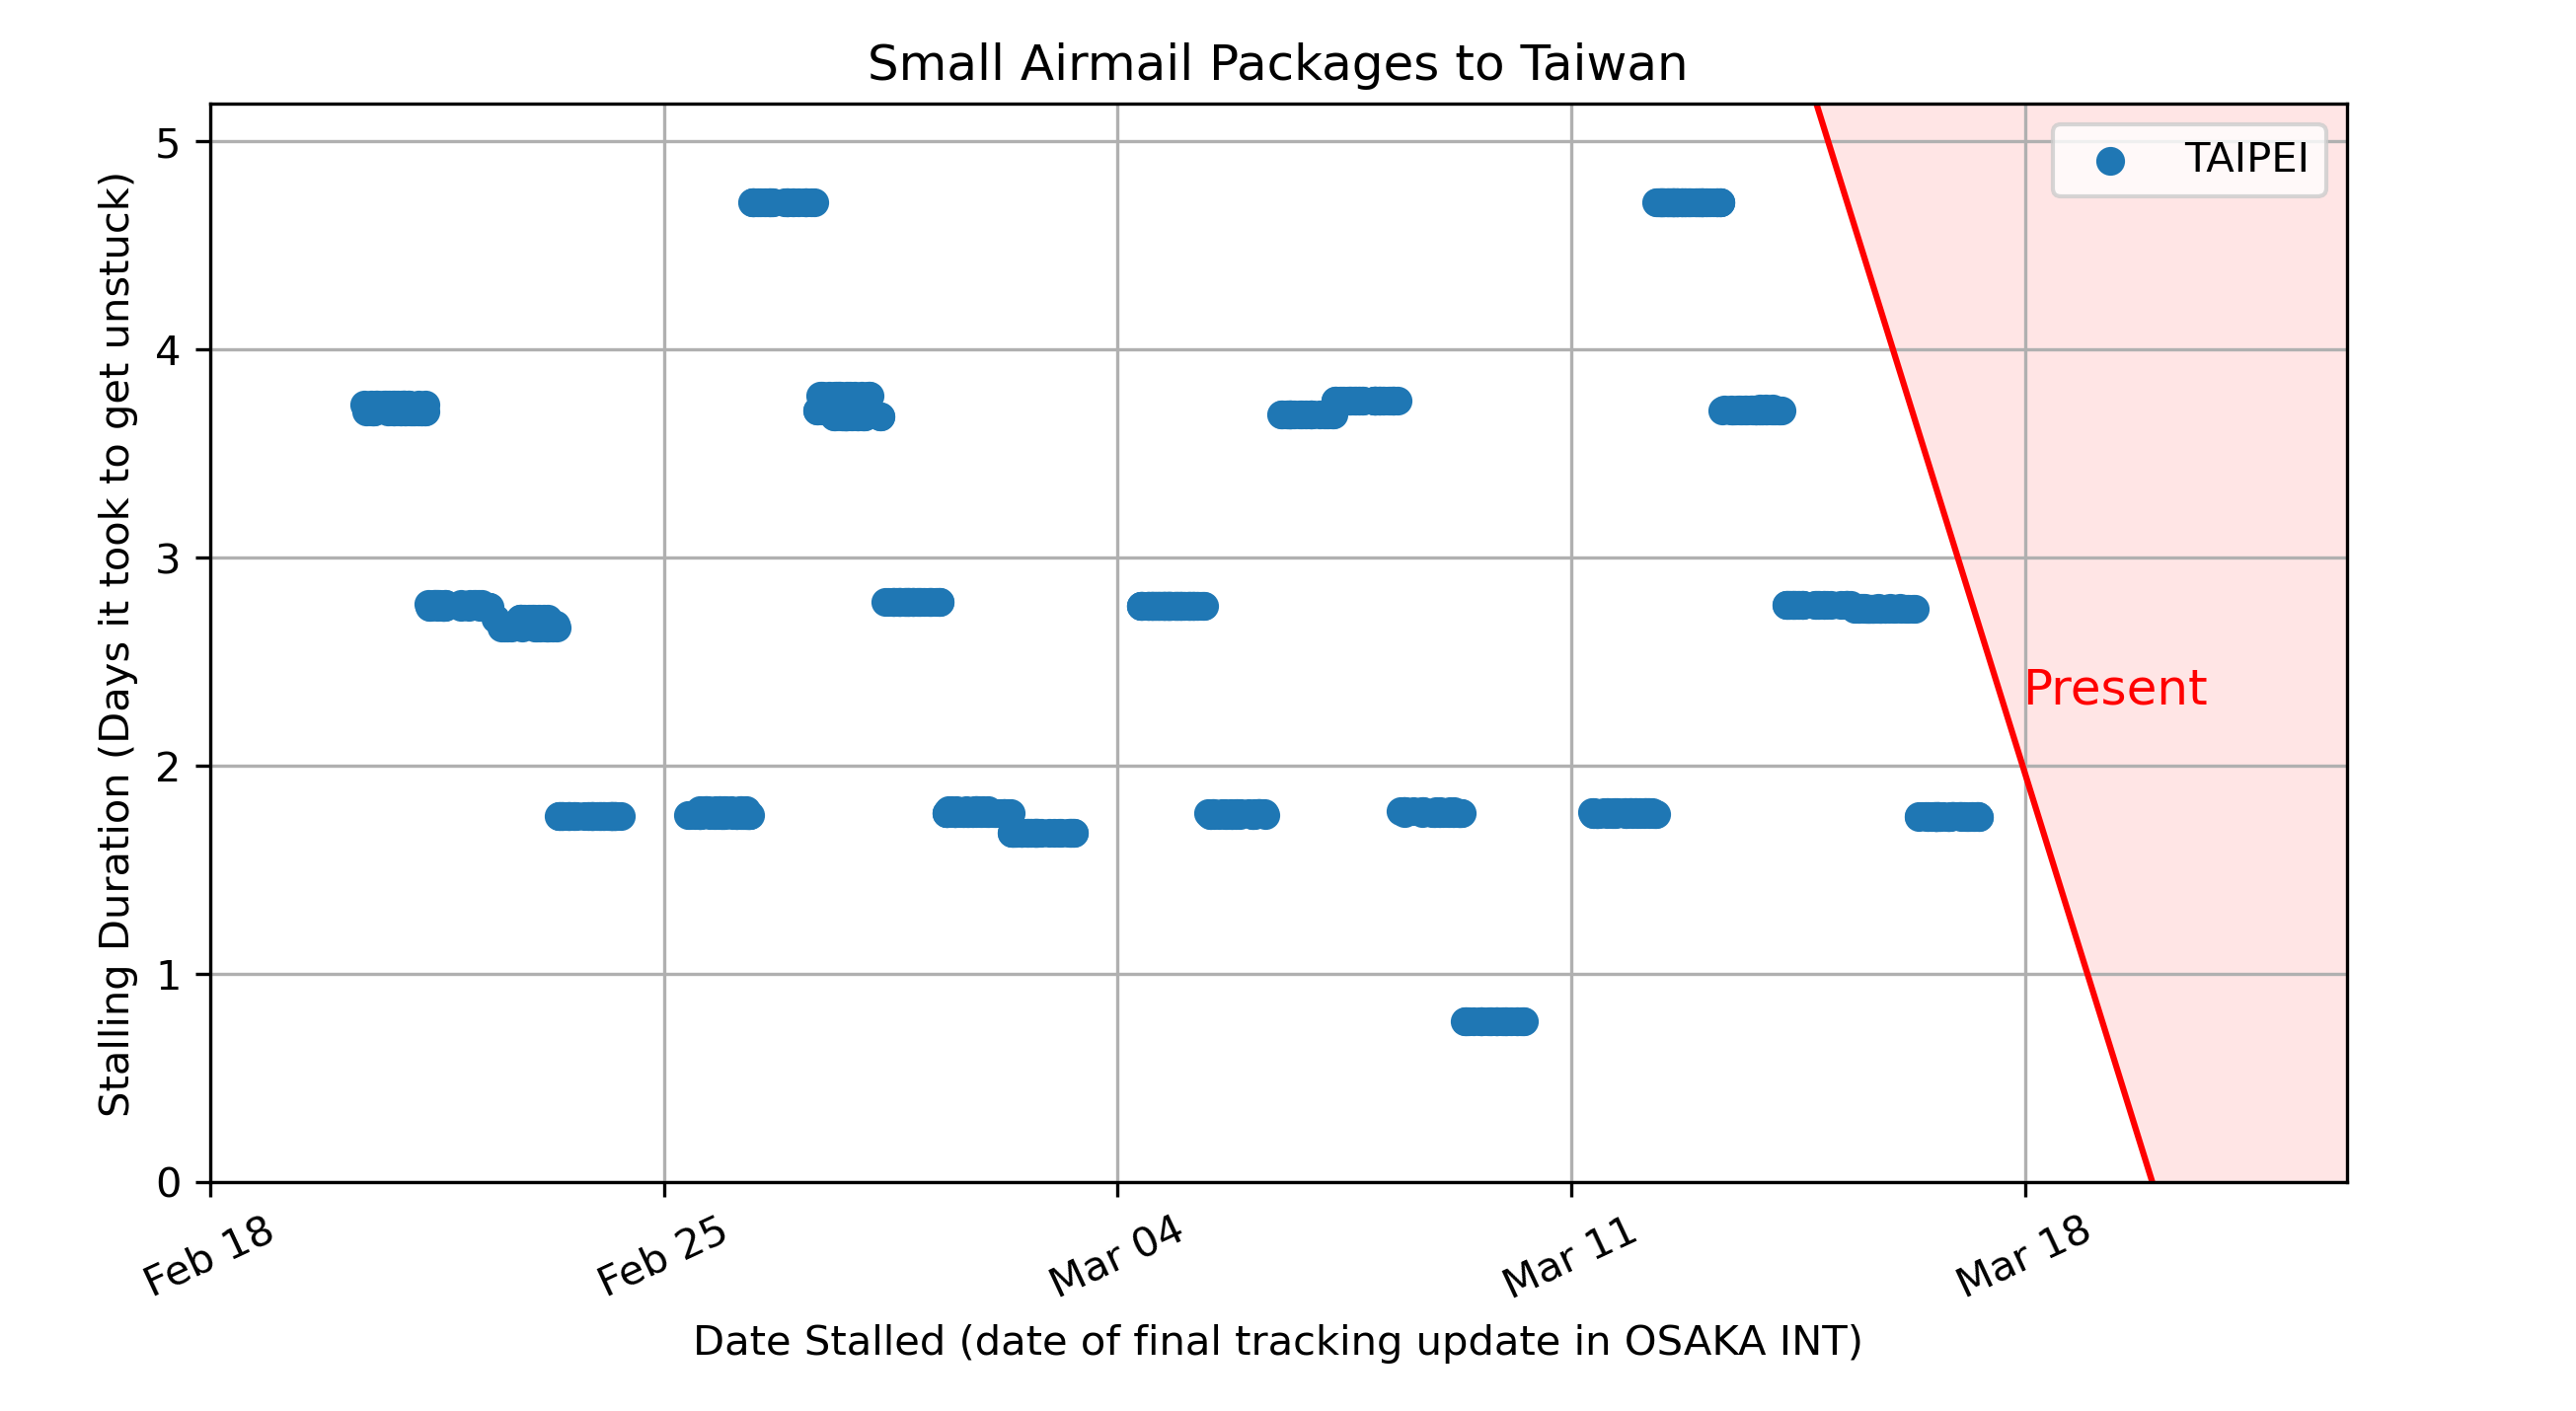 Small Airmail Packages to Taiwan
Stalling Duration (Days it took to get unstuck)
5
4
3
2
1
0
TAIPEI
Present
Feb 18
Feb 25
Mar 04
Mar 11
Mar 18
Date Stalled (date of final tracking update in OSAKA INT)